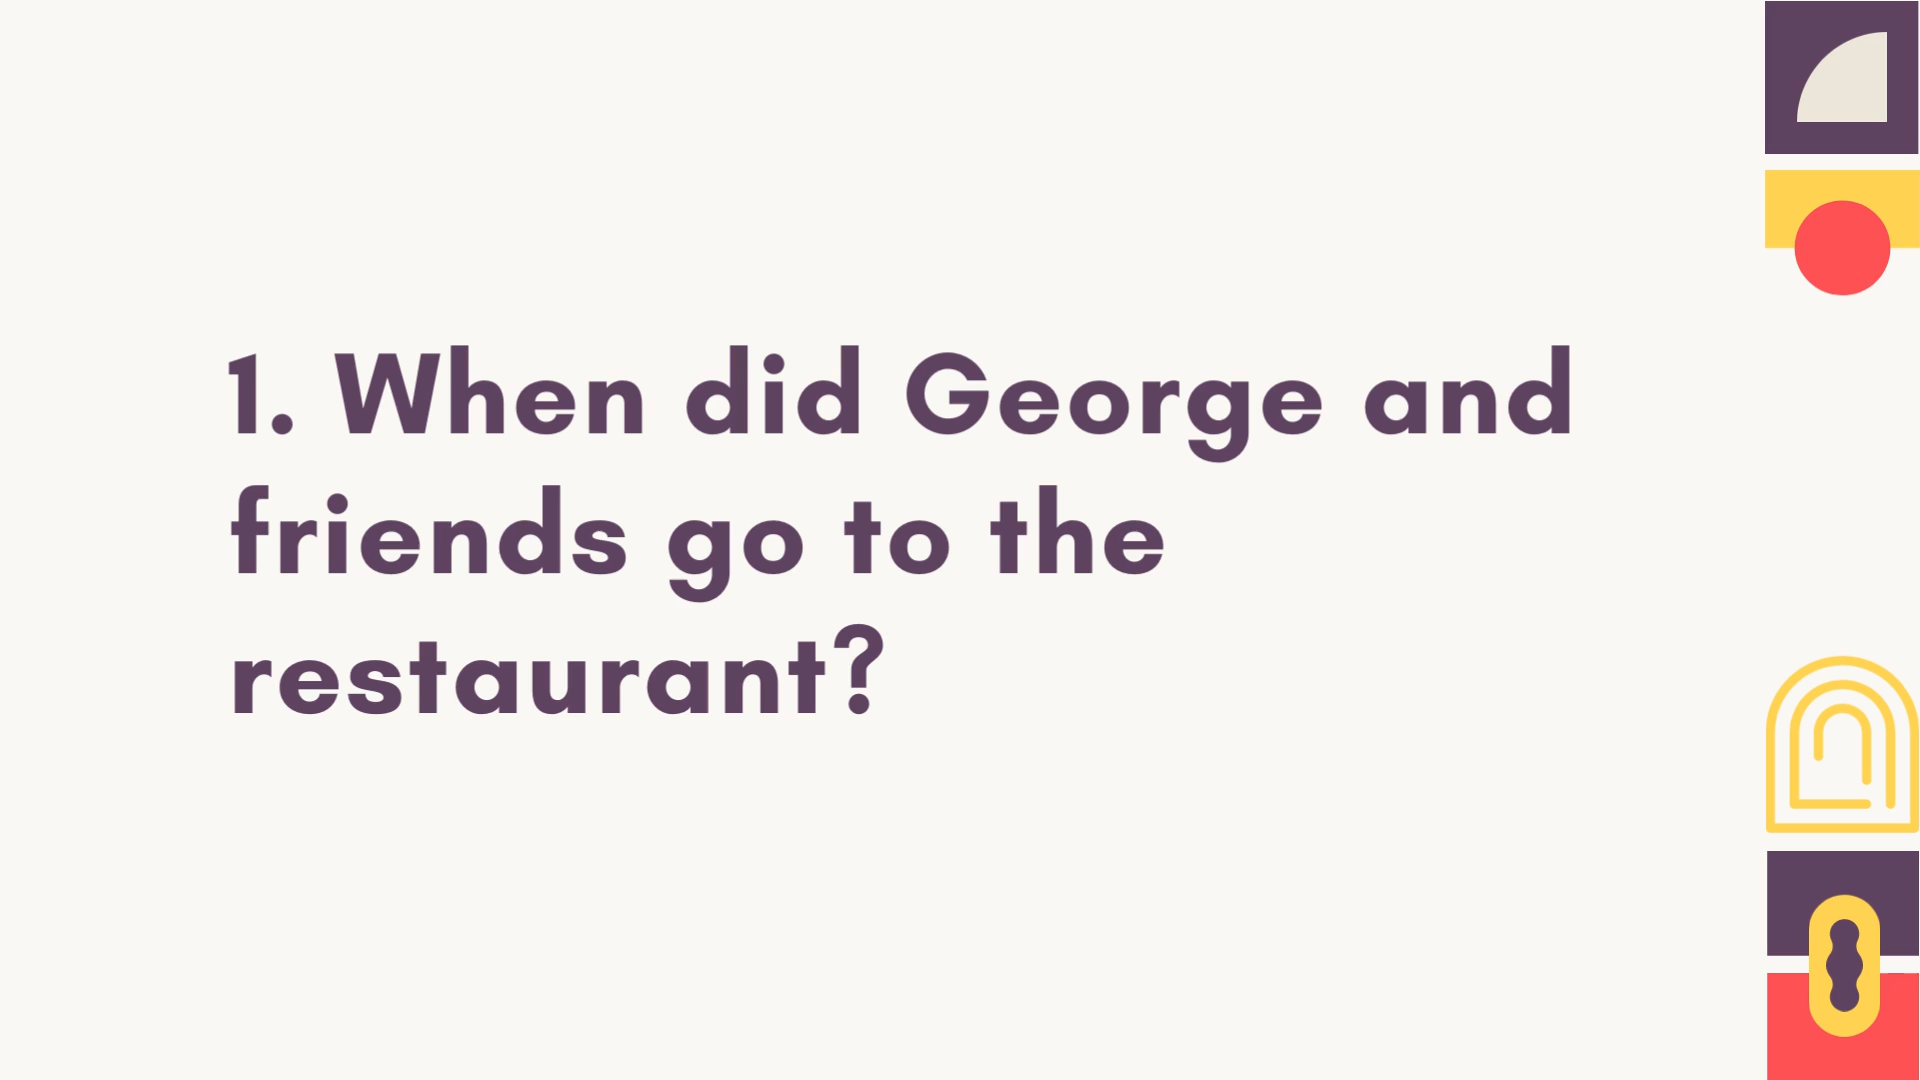 1. When did George and
friends go to the
restaurant?